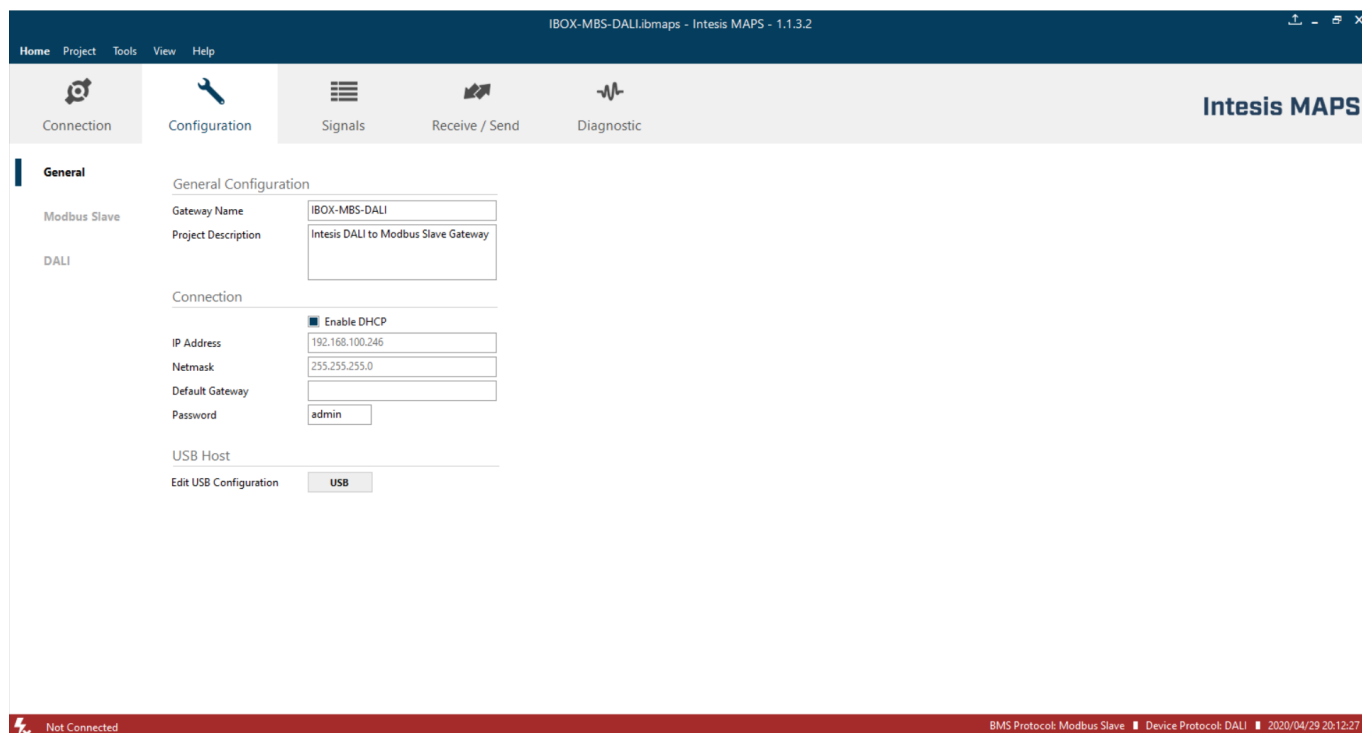 IBOX-MBS-DALI.ibmaps - Intesis MAPS - 1.1.3.2
Home Project Tools View Help
Connection Configuration Signals Receive / Send Diagnostic
Intesis MAPS
General
Modbus Slave
DALI
General Configuration
Gateway Name IBOX-MBS-DALI
Project Description Intesis DALI to Modbus Slave Gateway
Connection
Enable DHCP
IP Address 192.168.100.246
Netmask 255.255.255.0
Default Gateway
Password admin
USB Host
Edit USB Configuration USB
Not Connected BMS Protocol: Modbus Slave Device Protocol: DALI 2020/04/29 20:12:27